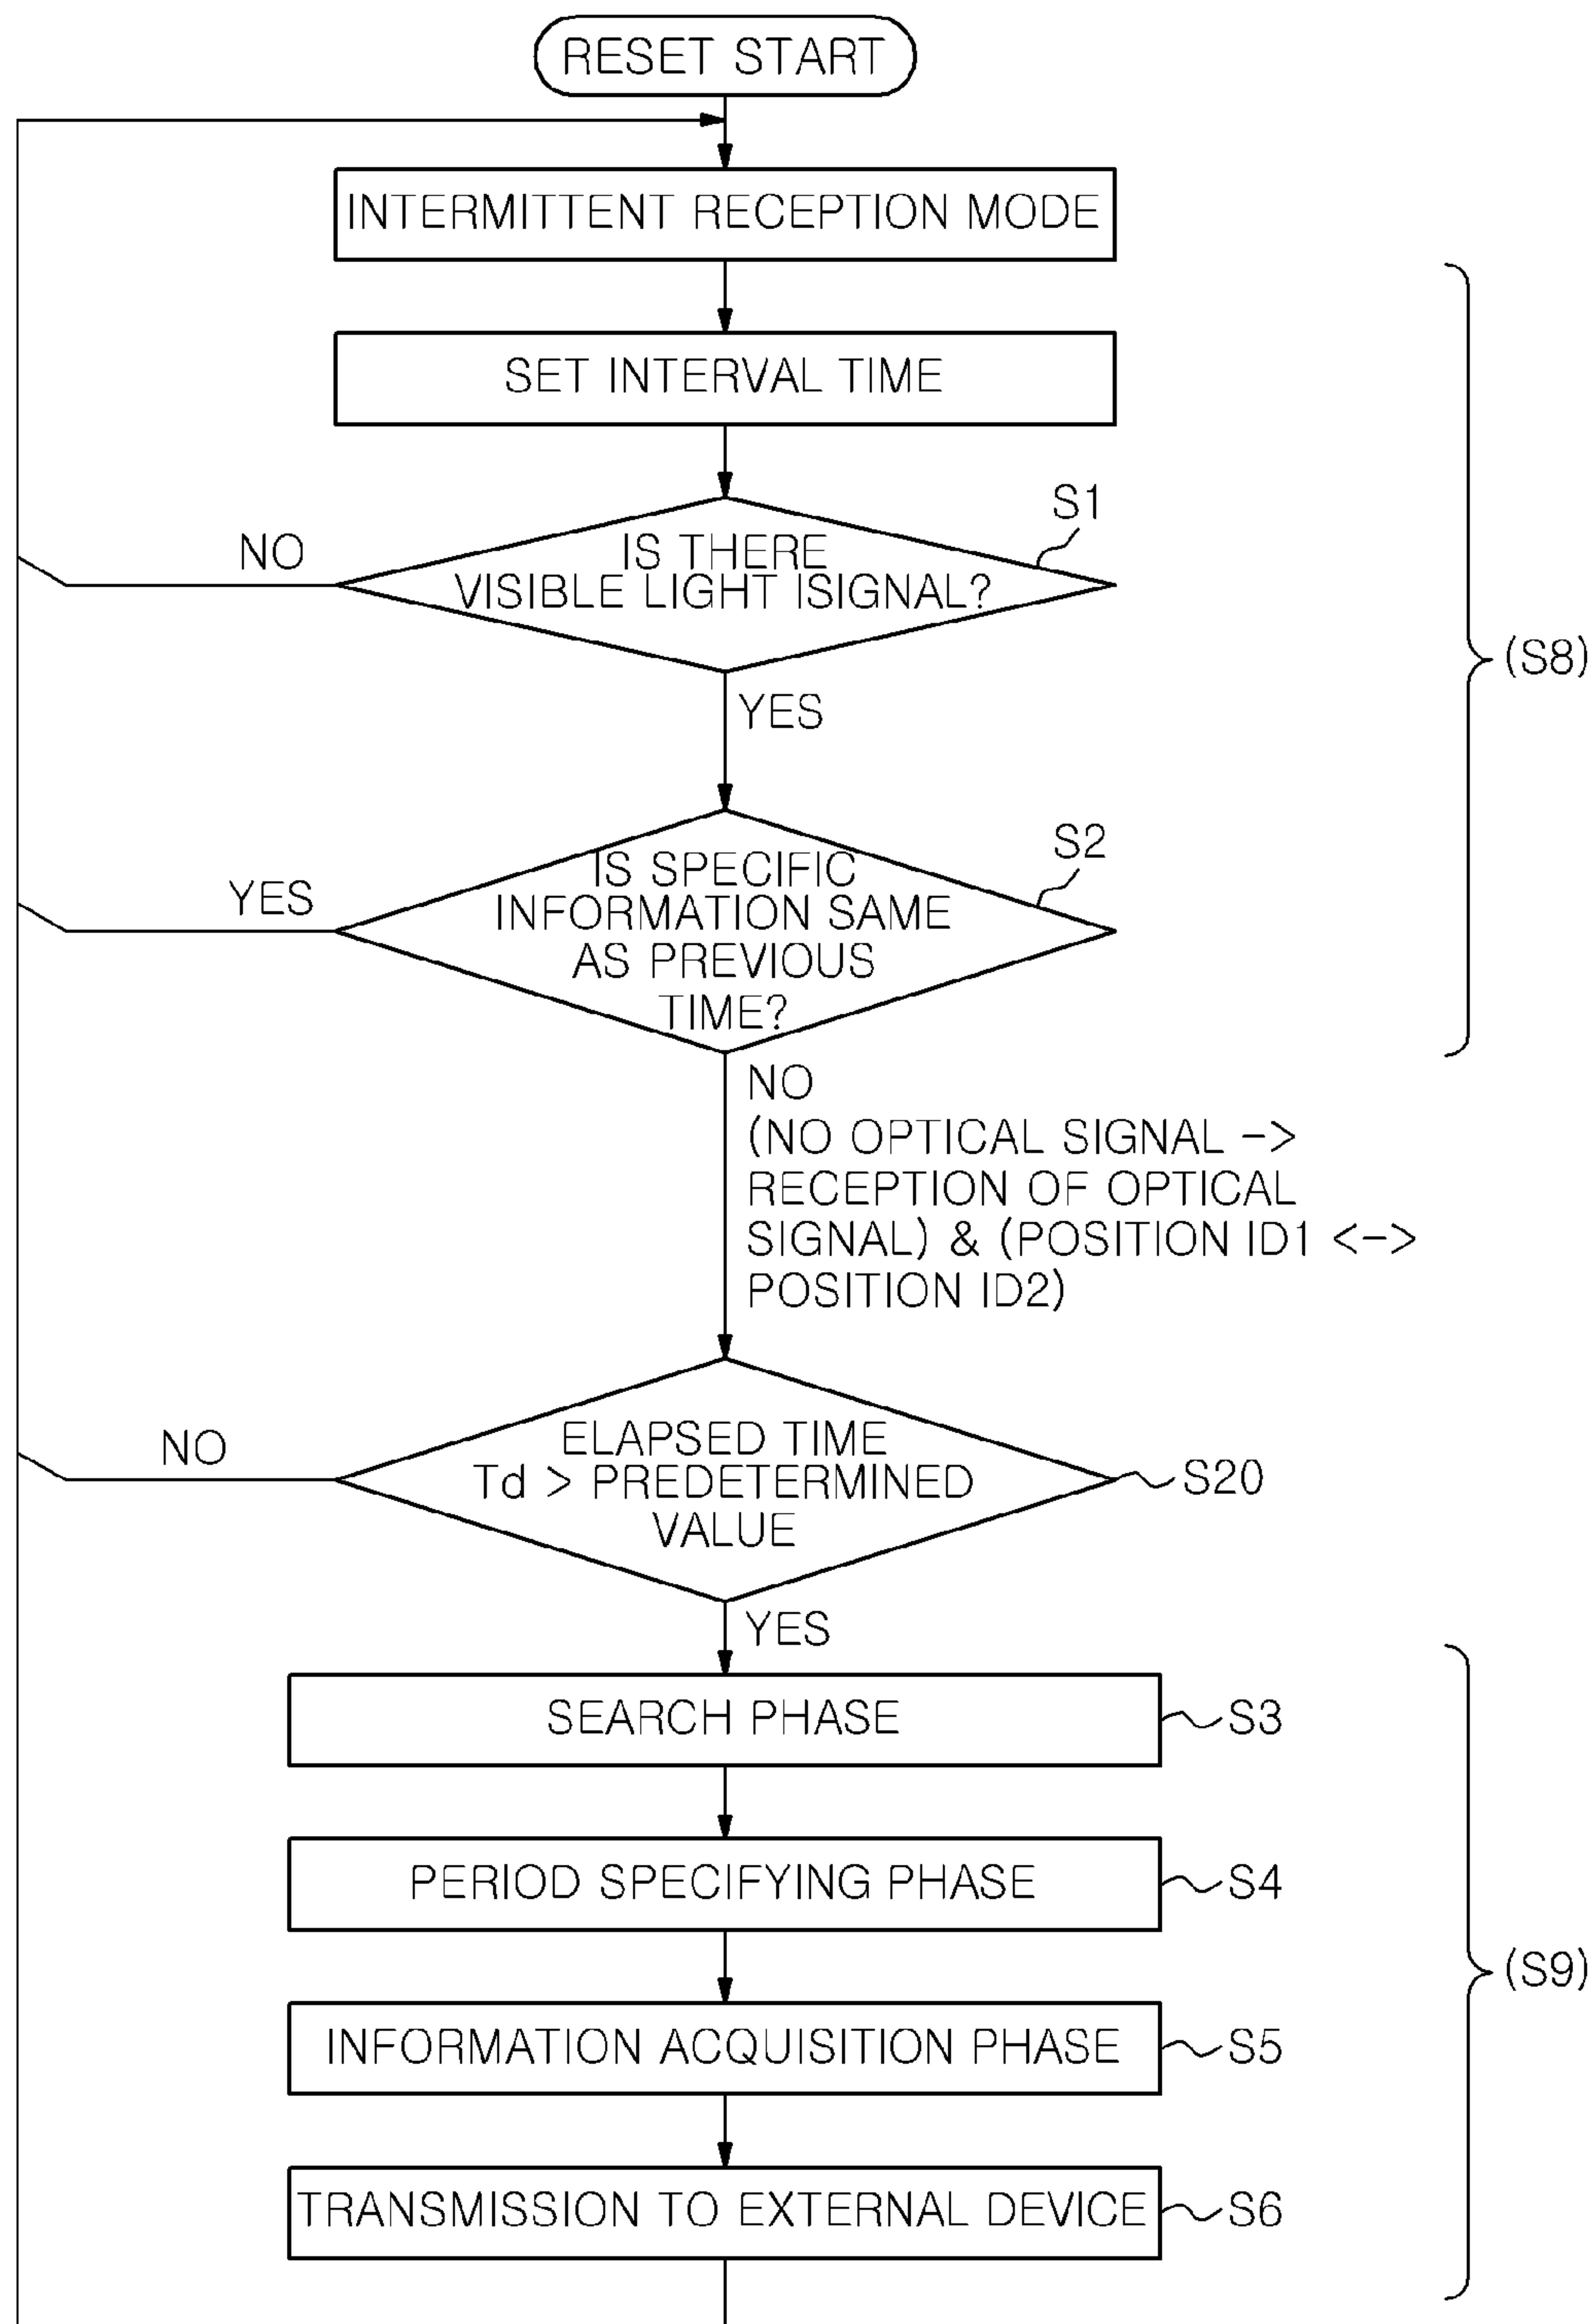 RESET START
INTERMITTENT RECEPTION MODE
SET INTERVAL TIME
S1
NO
IS THERE
VISIBLE LIGHT ISIGNAL?
(S8)
YES
S2
YES
IS SPECIFIC
INFORMATION SAME
AS PREVIOUS
TIME?
NO
(NO OPTICAL SIGNAL ->
RECEPTION OF OPTICAL
SIGNAL) & (POSITION ID1 <->
POSITION ID2)
NO
ELAPSED TIME
Td > PREDETERMINED
VALUE
S20
YES
SEARCH PHASE
S3
PERIOD SPECIFYING PHASE
S4
(S9)
INFORMATION ACQUISITION PHASE
S5
TRANSMISSION TO EXTERNAL DEVICE
S6